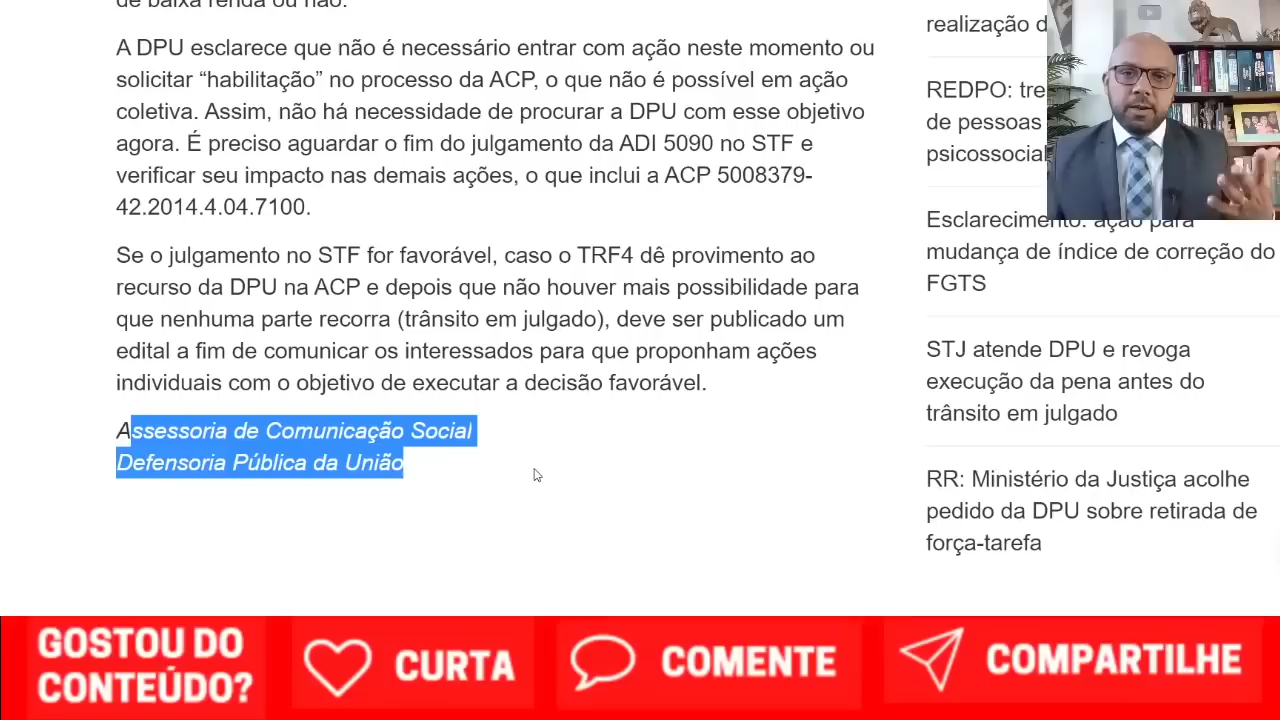 de baixa renda ou não.
A DPU esclarece que não é necessário entrar com ação neste momento ou
solicitar “habilitação” no processo da ACP, o que não é possível em ação
coletiva. Assim, não há necessidade de procurar a DPU com esse objetivo
agora. É preciso aguardar o fim do julgamento da ADI 5090 no STF e
verificar seu impacto nas demais ações, o que inclui a ACP 5008379-
42.2014.4.04.7100.
Se o julgamento no STF for favorável, caso o TRF4 dê provimento ao
recurso da DPU na ACP e depois que não houver mais possibilidade para
que nenhuma parte recorra (trânsito em julgado), deve ser publicado um
edital a fim de comunicar os interessados para que proponham ações
individuais com o objetivo de executar a decisão favorável.
Assessoria de Comunicação Social
Defensoria Pública da União
realização
REDPO:
de pessoas
Esclarecimento: ação para
mudança de índice de correção do
FGTS
STJ atende DPU e revoga
execução da pena antes do
trânsito em julgado
RR: Ministério da Justiça acolhe
pedido da DPU sobre retirada de
força-tarefa
GOSTOU DO
CONTEÚDO?
CURTA
COMENTE
COMPARTILHE